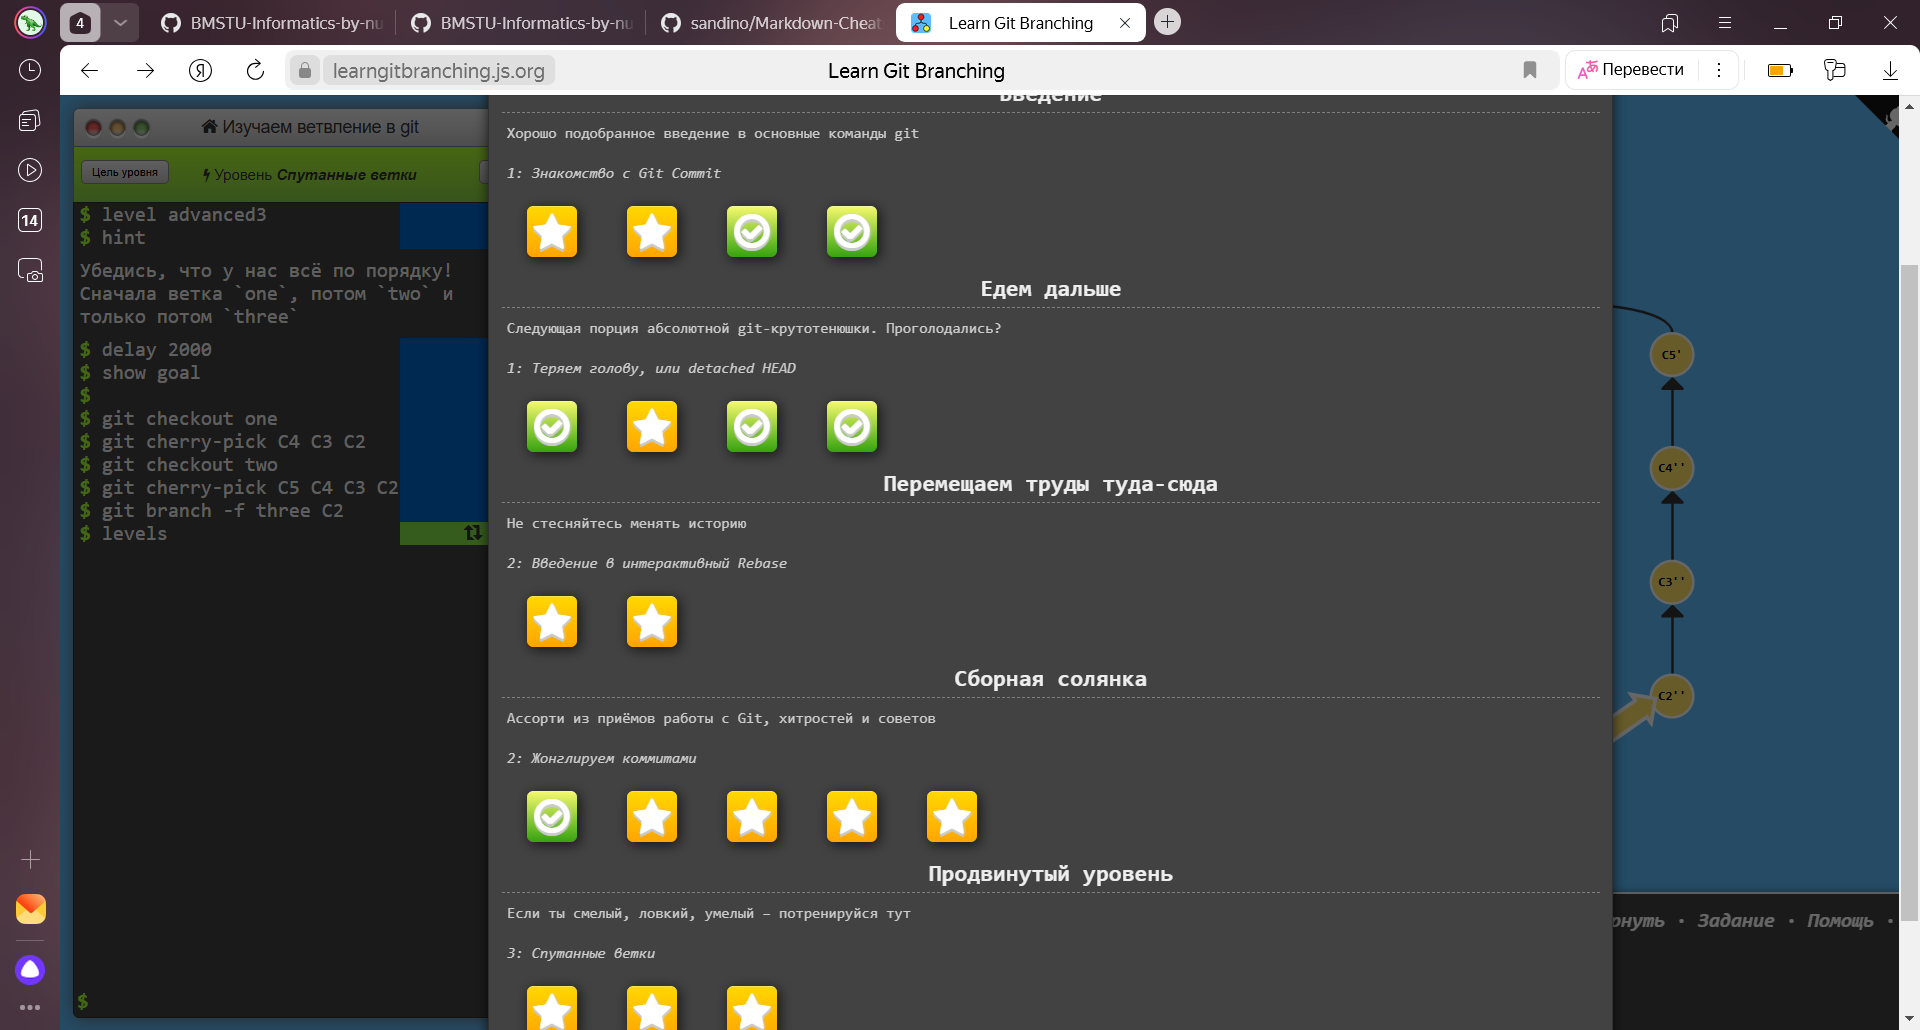 4
BMSTU-Informatics-by-nu
BMSTU-Informatics-by-nu
sandino/Markdown-Cheat
Learn Git Branching
learngitbranching.js.org
Learn Git Branching
Перевести
14
Изучаем ветвление в git
Цель уровня
Уровень Спутанные ветки
$ level advanced3
$ hint
Убедись, что у нас всё по порядку!
Сначала ветка `one`, потом `two` и
только потом `three`
$ delay 2000
$ show goal
$
$ git checkout one
$ git cherry-pick C4 C3 C2
$ git checkout two
$ git cherry-pick C5 C4 C3 C2
$ git branch -f three C2
$ levels
$
Введение
Хорошо подобранное введение в основные команды git
1: Знакомство с Git Commit
Едем дальше
Следующая порция абсолютной git-крутотенюшки. Проголодались?
1: Теряем голову, или detached HEAD
Перемещаем труды туда-сюда
Не стесняйтесь менять историю
2: Введение в интерактивный Rebase
Сборная солянка
Ассорти из приёмов работы с Git, хитростей и советов
2: Жонглируем коммитами
Продвинутый уровень
Если ты смелый, ловкий, умелый – потренируйся тут
3: Спутанные ветки
C5'
C4''
C3''
C2''
рнуть • Задание • Помощь •